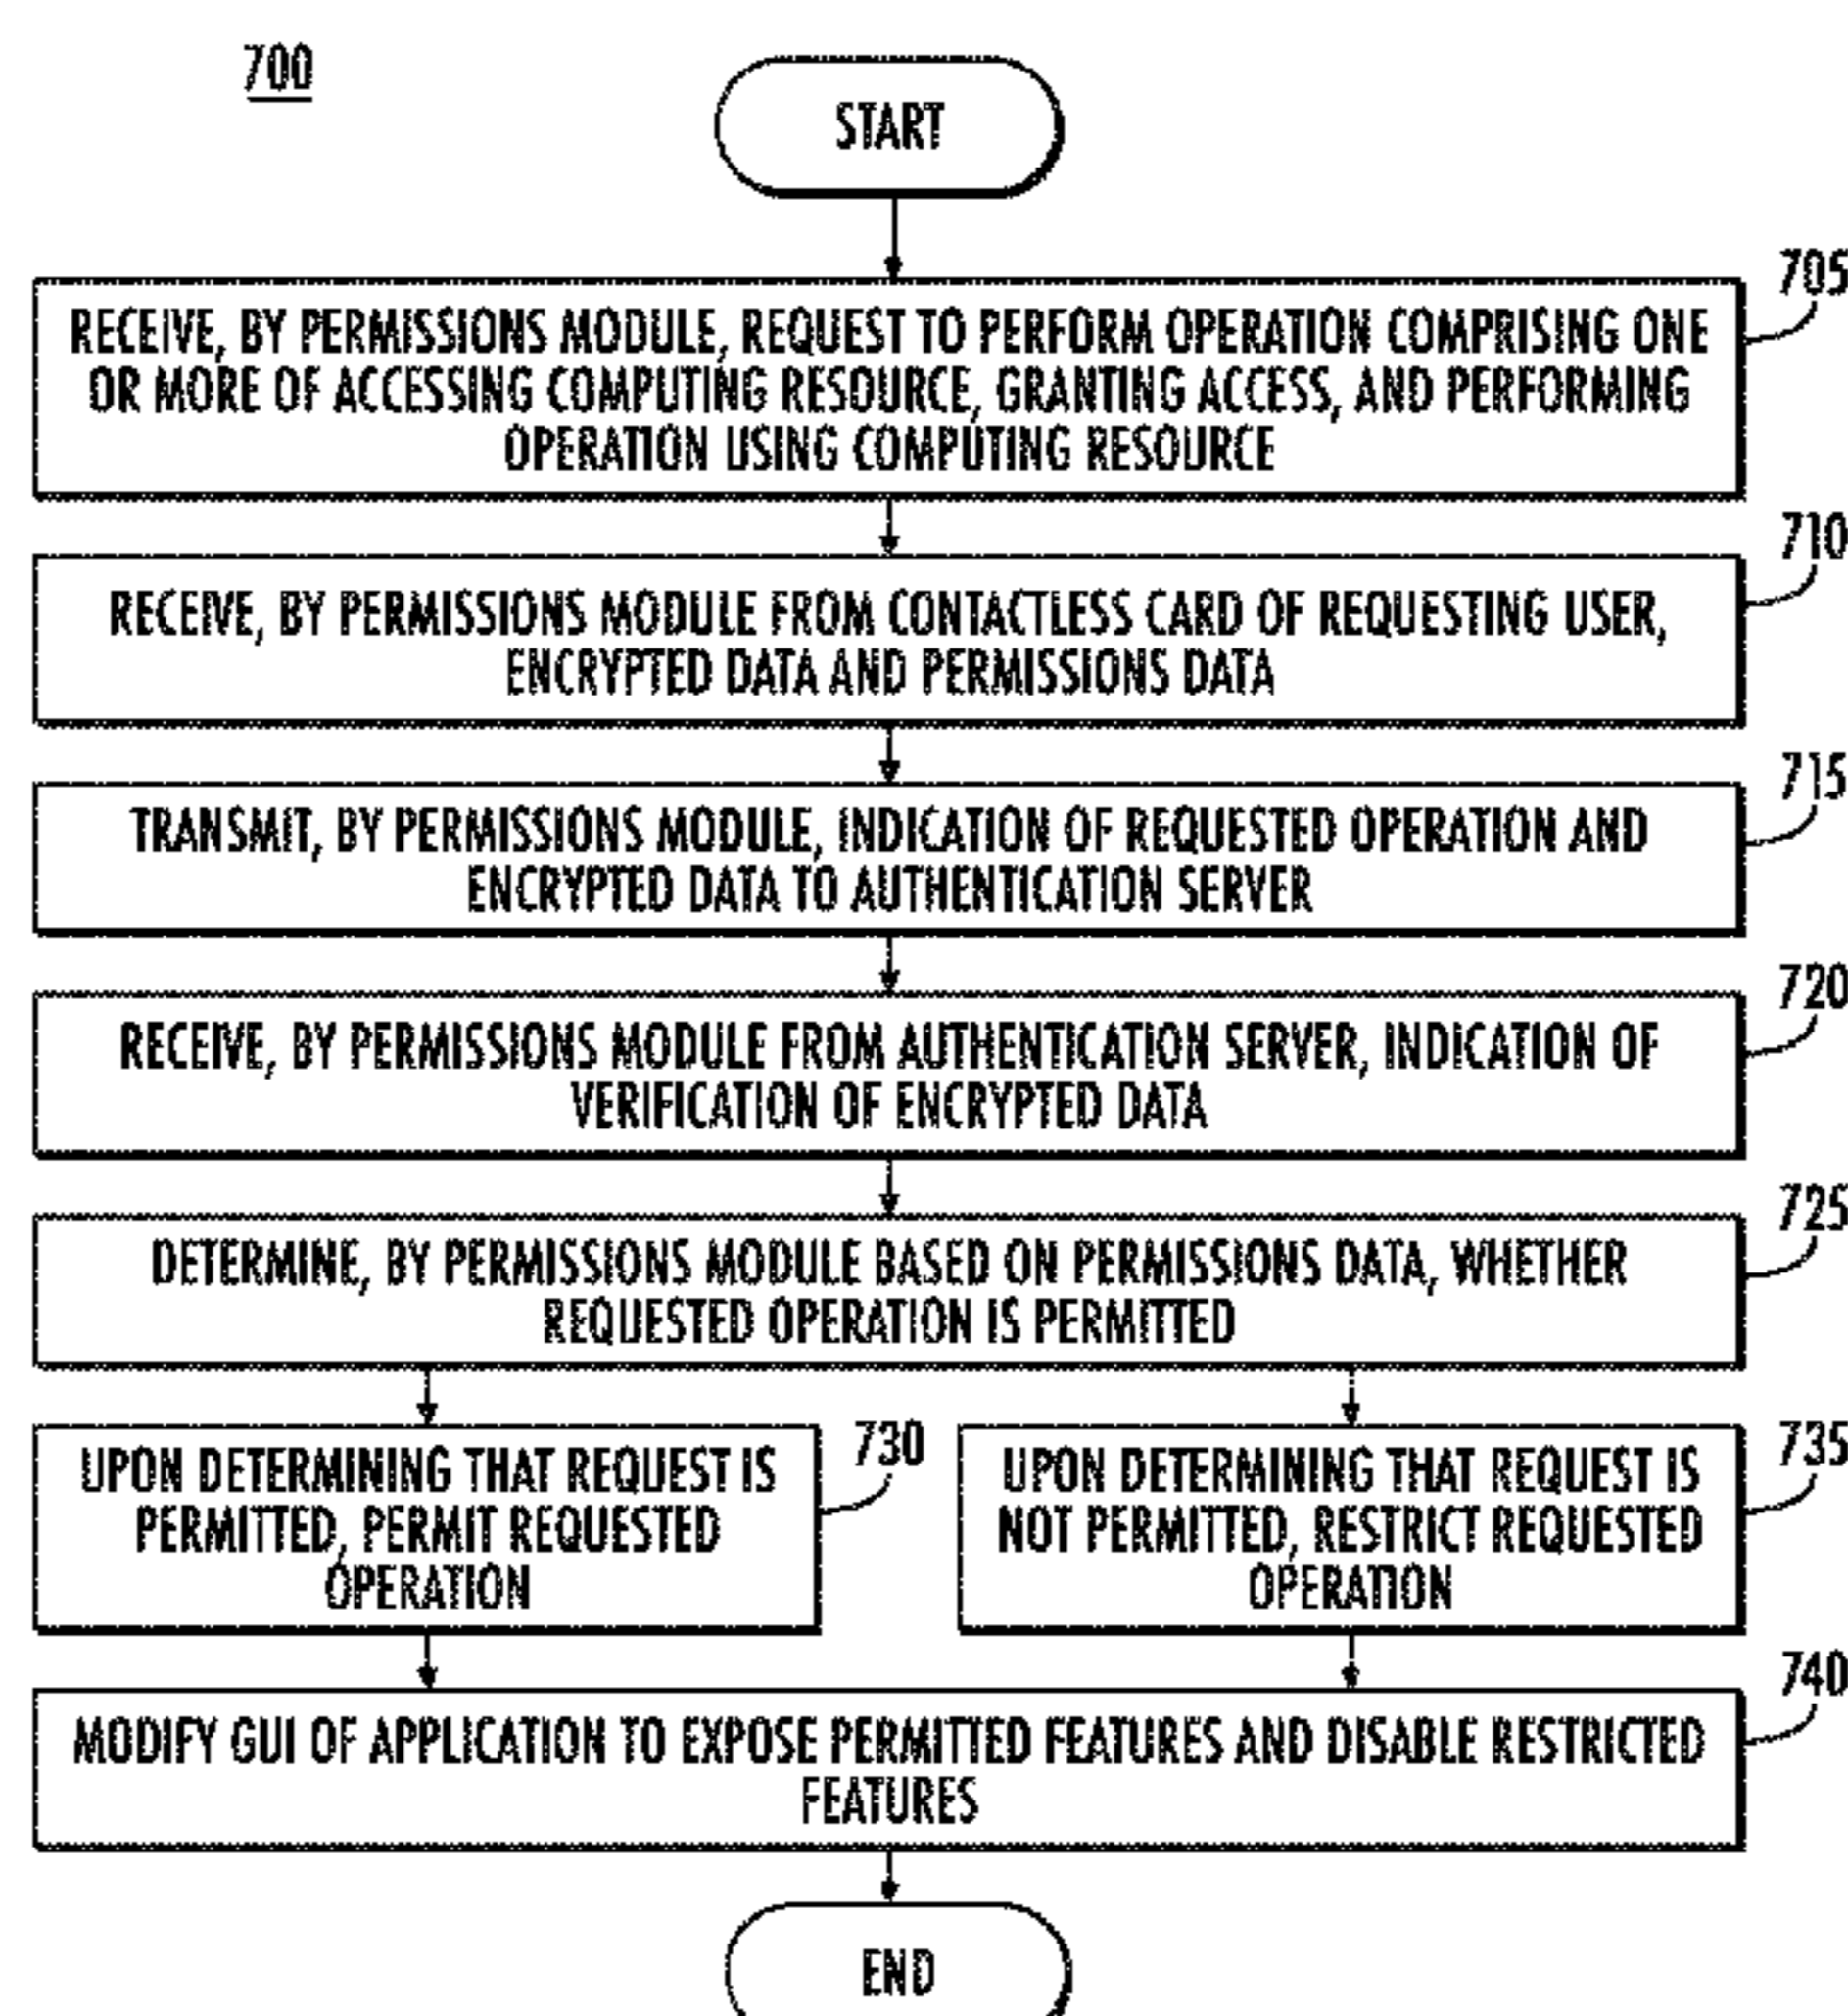 700
START
705
RECEIVE, BY PERMISSIONS MODULE, REQUEST TO PERFORM OPERATION COMPRISING ONE
OR MORE OF ACCESSING COMPUTING RESOURCE, GRANTING ACCESS, AND PERFORMING
OPERATION USING COMPUTING RESOURCE
710
RECEIVE, BY PERMISSIONS MODULE FROM CONTACTLESS CARD OF REQUESTING USER,
ENCRYPTED DATA AND PERMISSIONS DATA
715
TRANSMIT, BY PERMISSIONS MODULE, INDICATION OF REQUESTED OPERATION AND
ENCRYPTED DATA TO AUTHENTICATION SERVER
720
RECEIVE, BY PERMISSIONS MODULE FROM AUTHENTICATION SERVER, INDICATION OF
VERIFICATION OF ENCRYPTED DATA
725
DETERMINE, BY PERMISSIONS MODULE BASED ON PERMISSIONS DATA, WHETHER
REQUESTED OPERATION IS PERMITTED
730
UPON DETERMINING THAT REQUEST IS
PERMITTED, PERMIT REQUESTED
OPERATION
735
UPON DETERMINING THAT REQUEST IS
NOT PERMITTED, RESTRICT REQUESTED
OPERATION
740
MODIFY GUI OF APPLICATION TO EXPOSE PERMITTED FEATURES AND DISABLE RESTRICTED
FEATURES
END